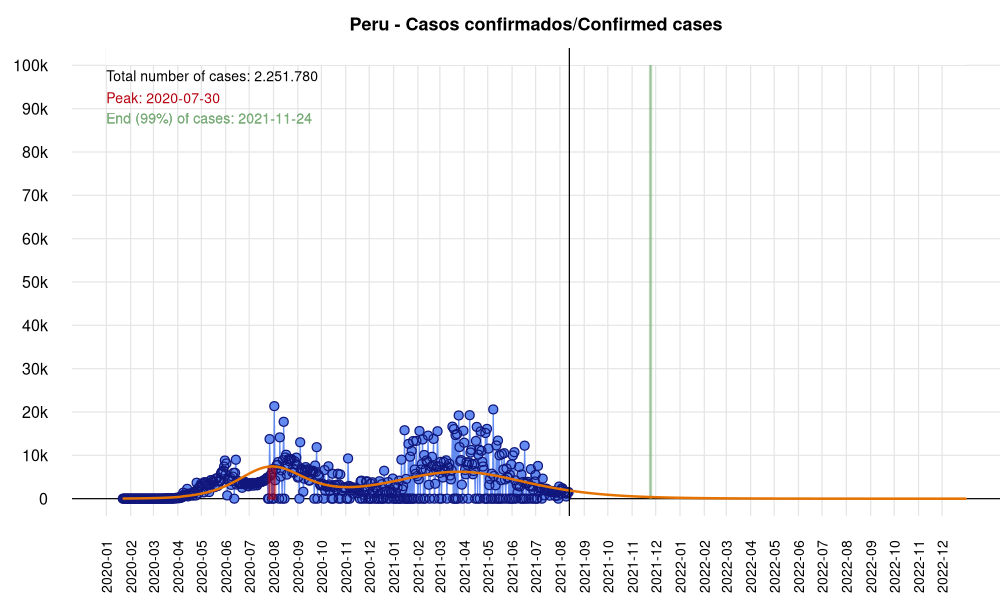 Peru - Casos confirmados/Confirmed cases
100k
Total number of cases: 2.251.780
Peak: 2020-07-30
90k
End (99%) of cases: 2021-11-24
80k
70k
60k
50k
40k
30k
20k
10k
0
2020-01
2020-02
2020-03
2020-04
2020-05
2020-06
2020-07
2020-08
2020-09
2020-10
2020-11
2020-12
2021-01
2021-02
2021-03
2021-04
2021-05
2021-06
2021-07
2021-08
2021-09
2021-10
2021-11
2021-12
2022-01
2022-02
2022-03
2022-04
2022-05
2022-06
2022-07
2022-08
2022-09
2022-10
2022-11
2022-12